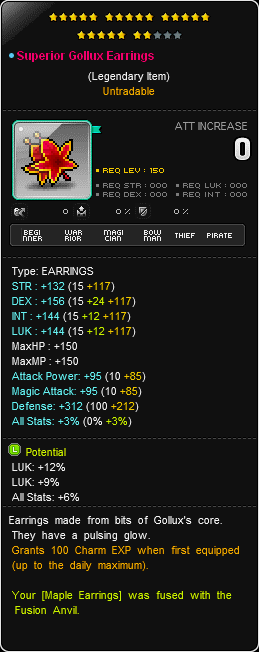 Superior Gollux Earrings
(Legendary Item)
Untradable
ATT INCREASE
0
REQ LEV : 150
REQ STR : 000 REQ LUK : 000
REQ DEX : 000 REQ INT : 000
0 0 % 0 %
BEGINNER WARRIOR MAGICIAN BOWMAN THIEF PIRATE
Type: EARRINGS
STR : +132 (15 +117)
DEX : +156 (15 +24 +117)
INT : +144 (15 +12 +117)
LUK : +144 (15 +12 +117)
MaxHP : +150
MaxMP : +150
Attack Power: +95 (10 +85)
Magic Attack: +95 (10 +85)
Defense: +312 (100 +212)
All Stats: +3% (0% +3%)
L Potential
LUK: +12%
LUK: +9%
All Stats: +6%
Earrings made from bits of Gollux's core.
They have a pulsing glow.
Grants 100 Charm EXP when first equipped
(up to the daily maximum).
Your [Maple Earrings] was fused with the
Fusion Anvil.